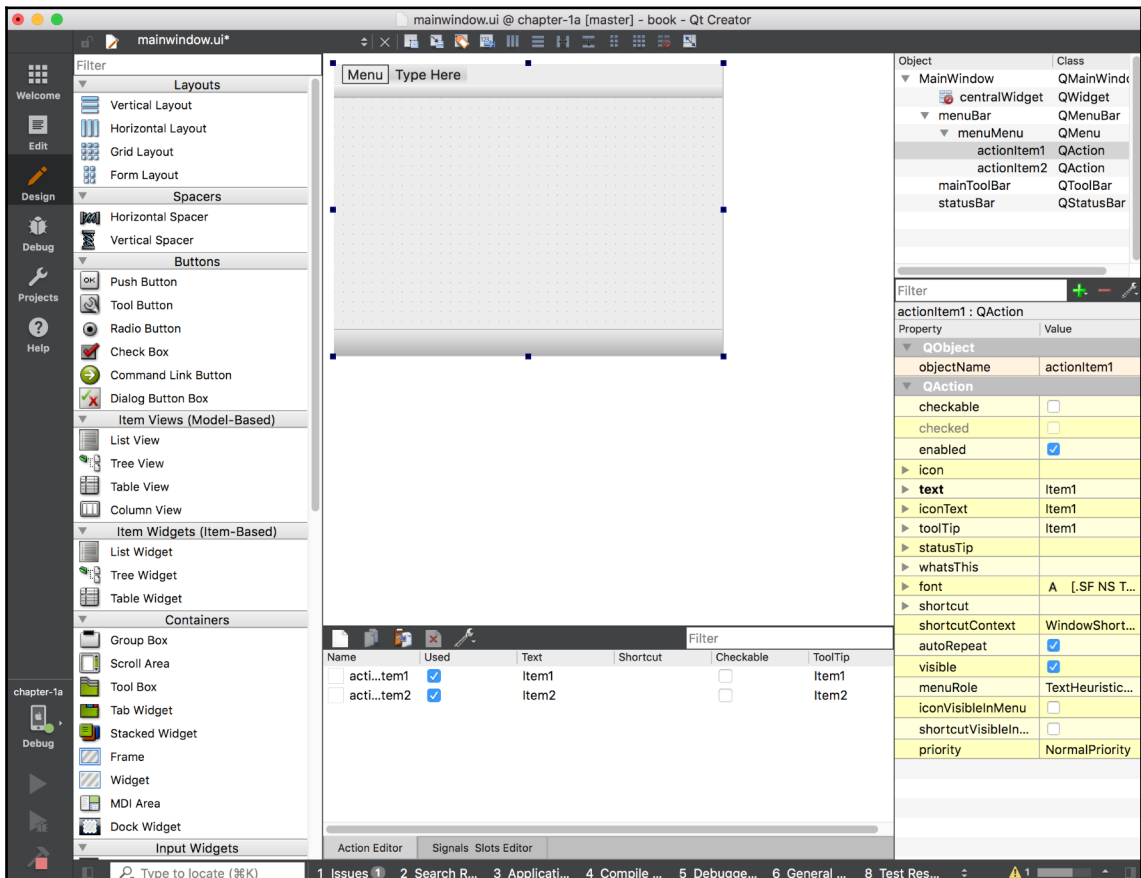 mainwindow.ui @ chapter-1a [master] - book - Qt Creator
mainwindow.ui*
Welcome
Edit
Design
Debug
Projects
Help
chapter-1a
Debug
Filter
Layouts
Vertical Layout
Horizontal Layout
Grid Layout
Form Layout
Spacers
Horizontal Spacer
Vertical Spacer
Buttons
OK
Push Button
Tool Button
Radio Button
Check Box
Command Link Button
Dialog Button Box
Item Views (Model-Based)
List View
Tree View
Table View
Column View
Item Widgets (Item-Based)
List Widget
Tree Widget
Table Widget
Containers
Group Box
Scroll Area
Tool Box
Tab Widget
Stacked Widget
Frame
Widget
MDI Area
Dock Widget
Input Widgets
Menu Type Here
Filter
Name Used Text Shortcut Checkable ToolTip
acti...tem1 Item1 Item1
acti...tem2 Item2 Item2
Action Editor Signals Slots Editor
Object Class
MainWindow QMainWindo
centralWidget QWidget
menuBar QMenuBar
menuMenu QMenu
actionItem1 QAction
actionItem2 QAction
mainToolBar QToolBar
statusBar QStatusBar
Filter
actionItem1 : QAction
Property Value
QObject
objectName actionItem1
QAction
checkable
checked
enabled
icon
text Item1
iconText Item1
toolTip Item1
statusTip
whatsThis
font A [.SF NS T...
shortcut
shortcutContext WindowShort...
autoRepeat
visible
menuRole TextHeuristic...
iconVisibleInMenu
shortcutVisibleIn...
priority NormalPriority
Type to locate (⌘K) 1 Issues 1 2 Search R... 3 Applicati... 4 Compile ... 5 Debugge... 6 General ... 8 Test Res... 1